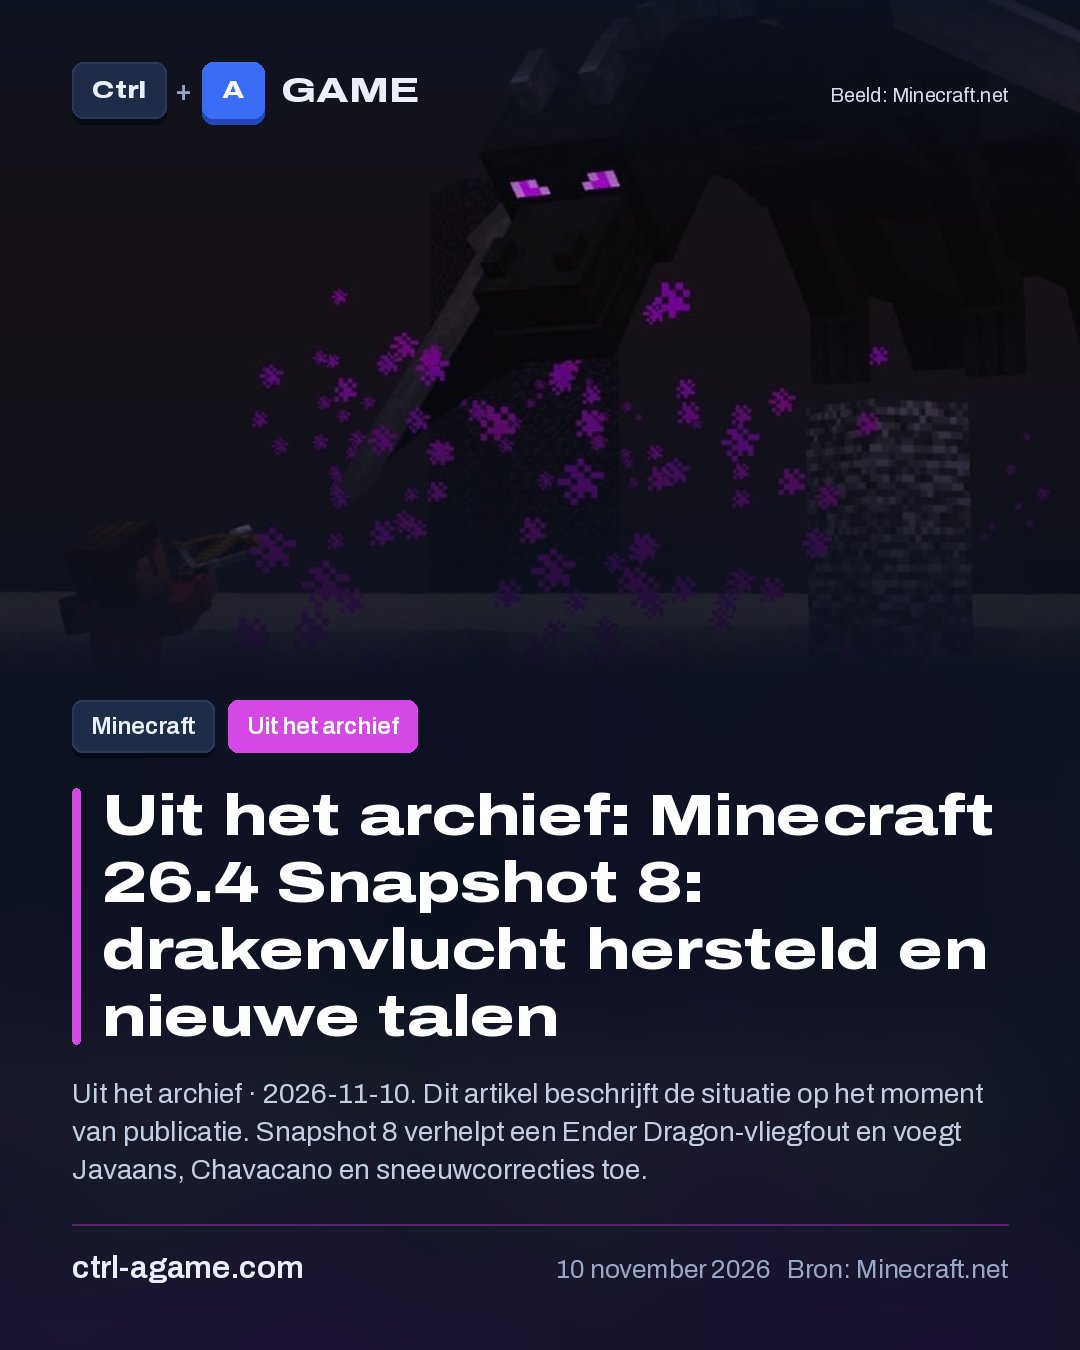 Ctrl + A GAME
Beeld: Minecraft.net
Minecraft
Uit het archief
Uit het archief: Minecraft
26.4 Snapshot 8:
drakenvlucht hersteld en
nieuwe talen
Uit het archief · 2026-11-10. Dit artikel beschrijft de situatie op het moment
van publicatie. Snapshot 8 verhelpt een Ender Dragon-vliegfout en voegt
Javaans, Chavacano en sneeuwcorrecties toe.
ctrl-agame.com
10 november 2026 Bron: Minecraft.net